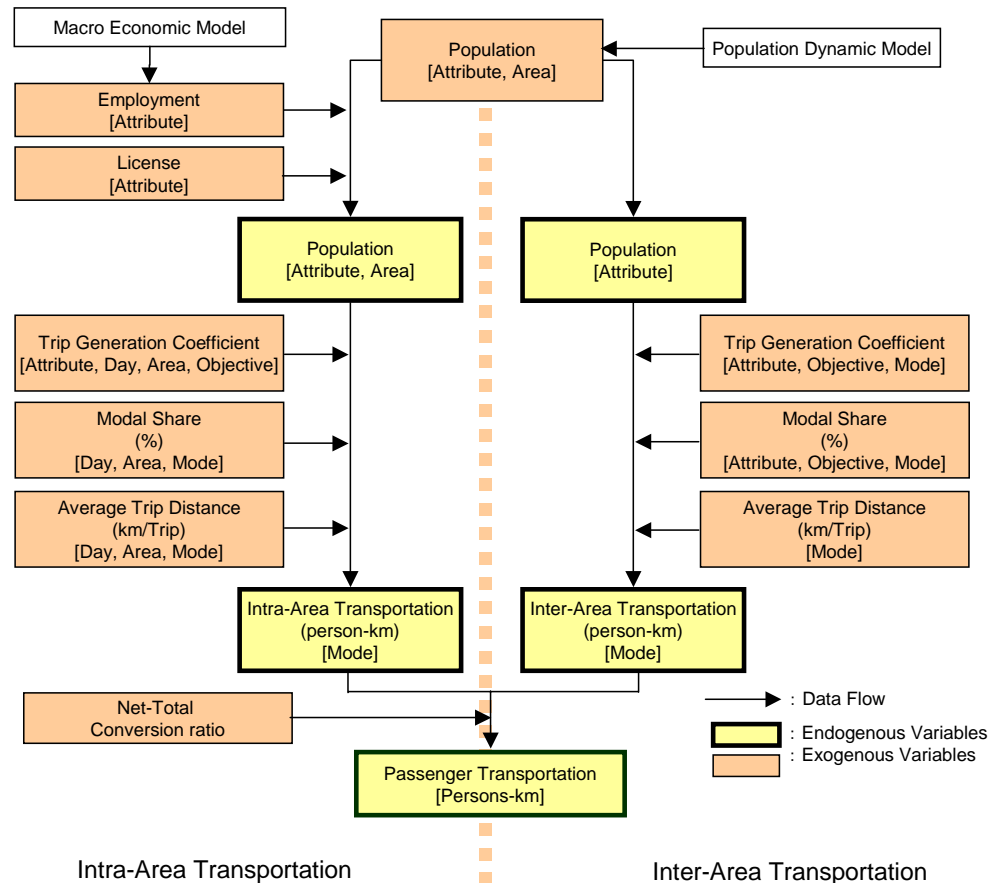 Macro Economic Model
Population
[Attribute, Area]
Population Dynamic Model
Employment
[Attribute]
License
[Attribute]
Population
[Attribute, Area]
Population
[Attribute]
Trip Generation Coefficient
[Attribute, Day, Area, Objective]
Trip Generation Coefficient
[Attribute, Objective, Mode]
Modal Share
(%)
[Day, Area, Mode]
Modal Share
(%)
[Attribute, Objective, Mode]
Average Trip Distance
(km/Trip)
[Day, Area, Mode]
Average Trip Distance
(km/Trip)
[Mode]
Intra-Area Transportation
(person-km)
[Mode]
Inter-Area Transportation
(person-km)
[Mode]
Net-Total
Conversion ratio
: Data Flow
: Endogenous Variables
: Exogenous Variables
Passenger Transportation
[Persons-km]
Intra-Area Transportation
Inter-Area Transportation